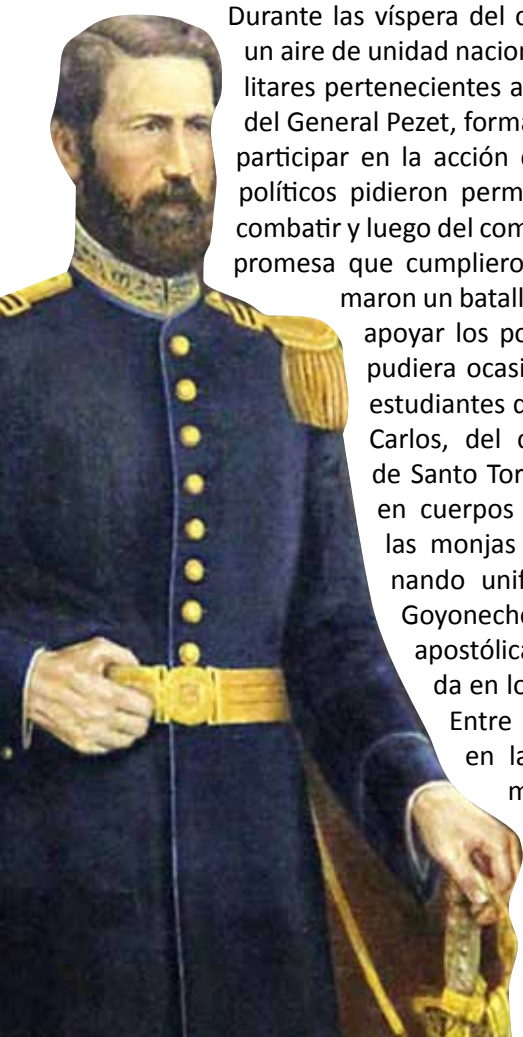 Durante las víspera del c
un aire de unidad nacion
litares pertenecientes a
del General Pezet, forma
participar en la acción
políticos pidieron perm
combatir y luego del com
promesa que cumpliero
maron un batall
apoyar los po
pudiera ocasi
estudiantes
Carlos, del
de Santo Tor
en cuerpos
las monjas
nando unif
Goyoneche
apostólica
da en lo
Entre
en la
m